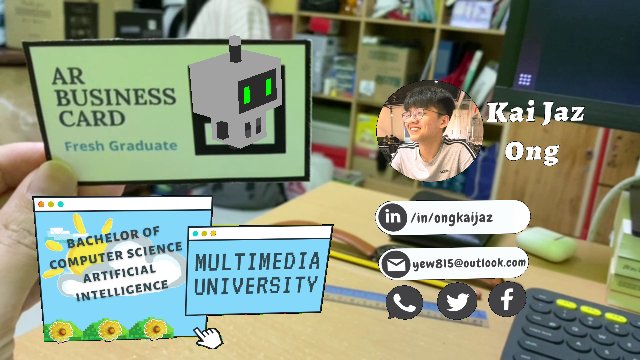 AR
BUSINESS
CARD
Fresh Graduate
Kai Jaz
Ong
in /in/ongkaijaz
yew815@outlook.com
BACHELOR OF
COMPUTER SCIENCE
ARTIFICIAL
INTELLIGENCE
MULTIMEDIA
UNIVERSITY